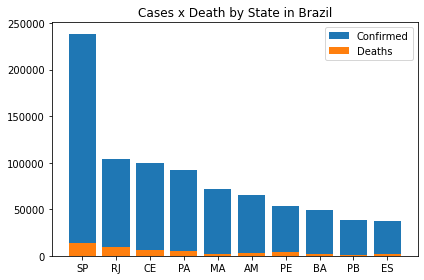 Cases x Death by State in Brazil
Confirmed
Deaths
250000
200000
150000
100000
50000
0
SP RJ CE PA MA AM PE BA PB ES